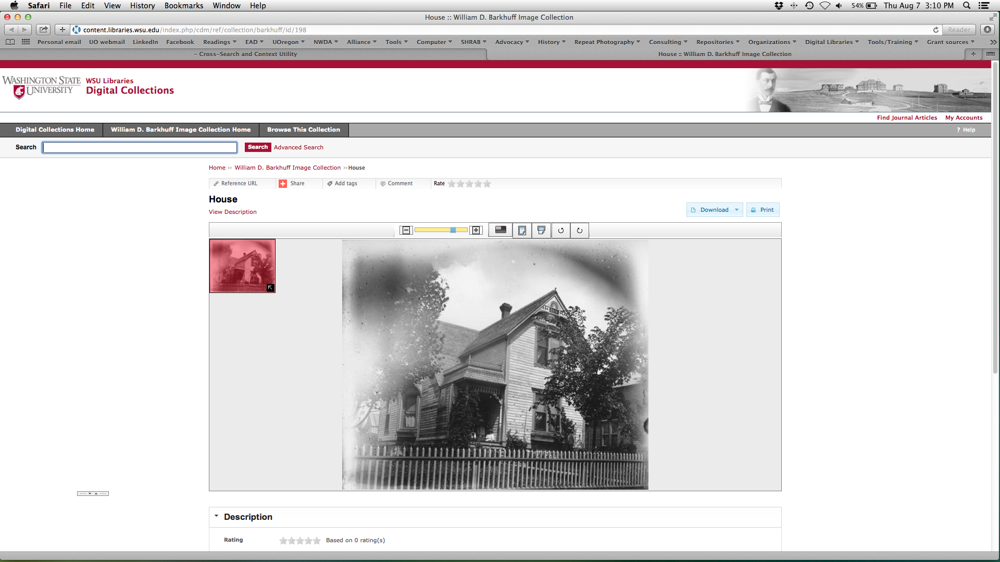 Safari File Edit View History Bookmarks Window Help 54% Thu Aug 7 3:10 PM
House :: William D. Barkhuff Image Collection
content.libraries.wsu.edu/index.php/cdm/ref/collection/barkhuff/id/198 Reader
Personal email UO webmail LinkedIn Facebook Readings EAD UOregon NWDA Alliance Tools Computer SHRAB Advocacy History Repeat Photography Consulting Repositories Organizations Digital Libraries Tools/Training Grant sources
– Cross-Search and Context Utility House :: William D. Barkhuff Image Collection
WASHINGTON STATE UNIVERSITY
WSU Libraries
Digital Collections
Find Journal Articles My Accounts
Digital Collections Home William D. Barkhuff Image Collection Home Browse This Collection ? Help
Search Search Advanced Search
Home ›› William D. Barkhuff Image Collection ›› House
Reference URL Share Add tags Comment Rate
House
View Description
Download Print
Description
Rating Based on 0 rating(s)